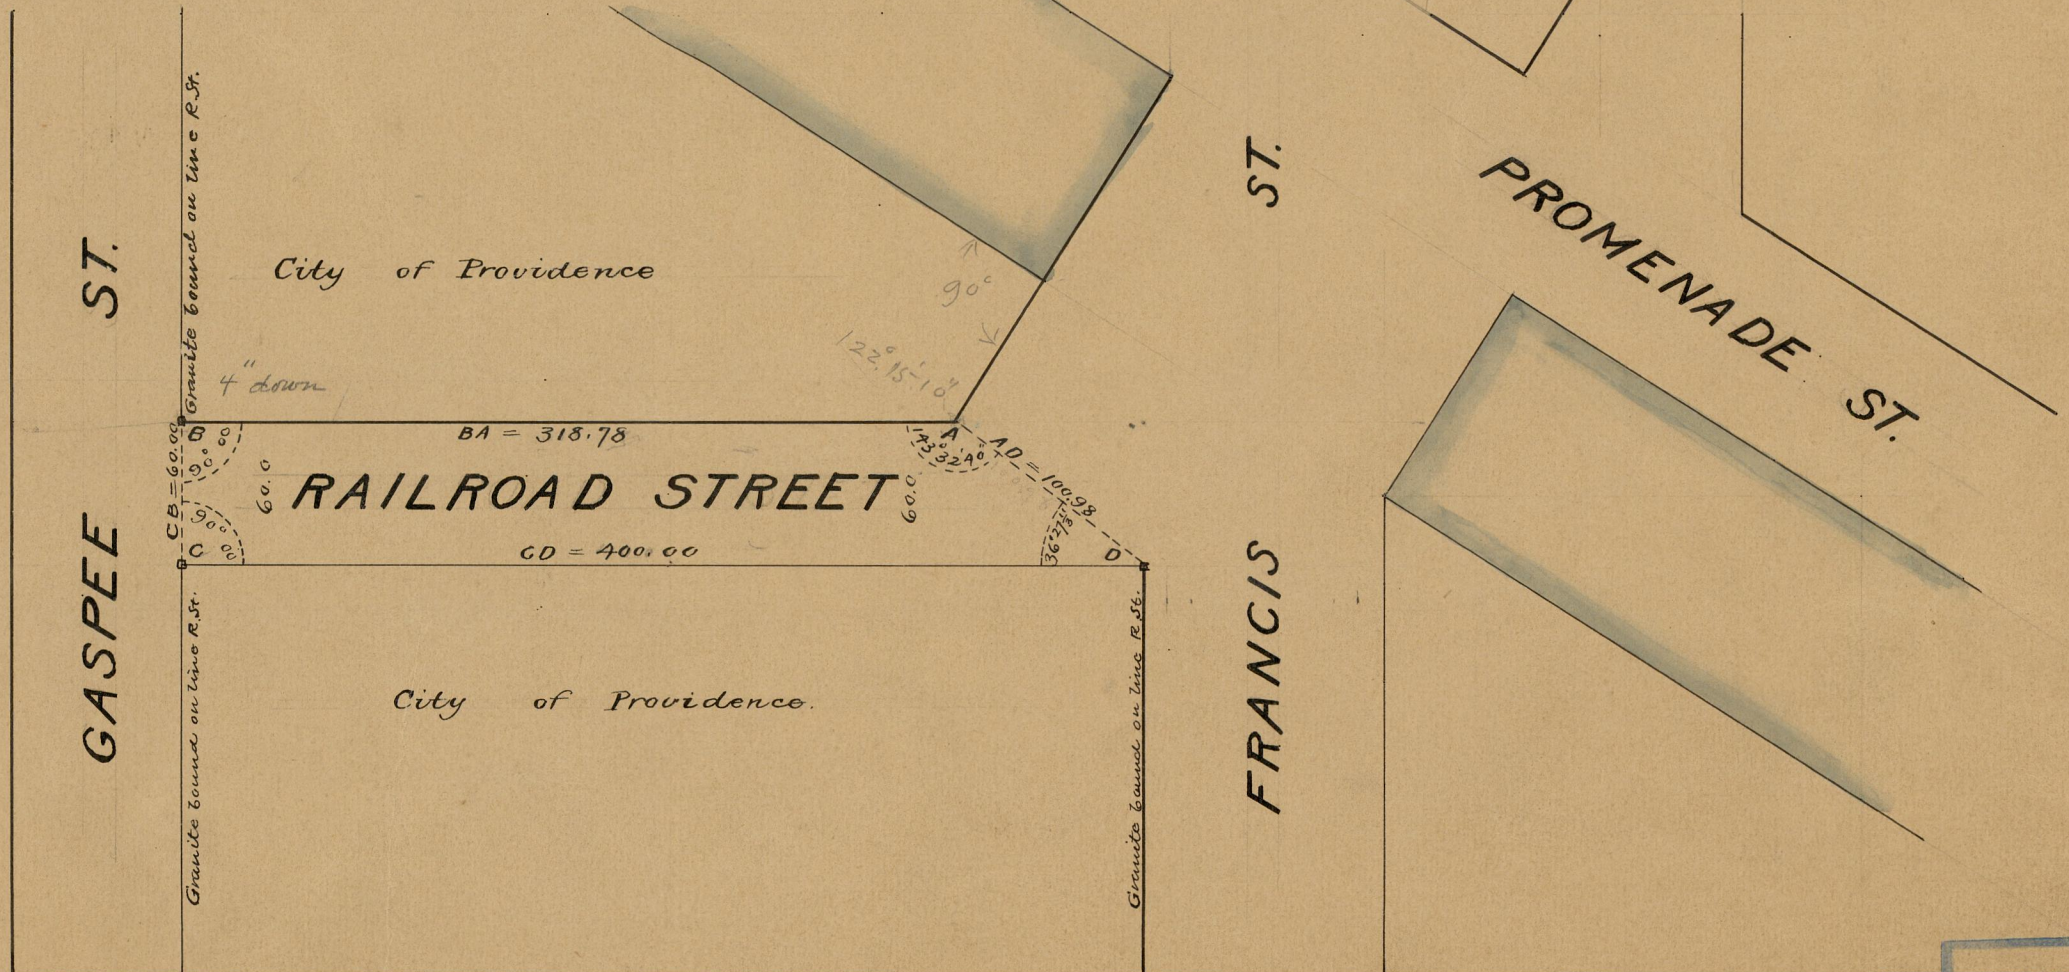 GASPEE ST.
Granite bound on line R.St.
City of Providence
4" down
90°
122° 15' 10"
B
BA = 318.78
A
AD = 100.98
143° 32' 40"
90° 00'
CB = 60.00
60.0
RAILROAD STREET
60.0
90° 00'
C
CD = 400.00
36° 27'
D
Granite bound on line R.St.
City of Providence.
Granite bound on line R.St.
FRANCIS ST.
PROMENADE ST.